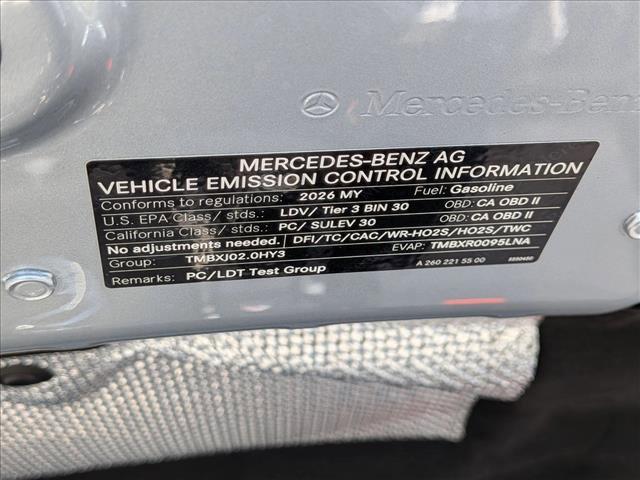 Mercedes-Benz
MERCEDES-BENZ AG
VEHICLE EMISSION CONTROL INFORMATION
Conforms to regulations: 2026 MY Fuel: Gasoline
U.S. EPA Class/ stds.: LDV/ Tier 3 BIN 30 OBD: CA OBD II
California Class/ stds.: PC/ SULEV 30 OBD: CA OBD II
No adjustments needed. DFI/TC/CAC/WR-HO2S/HO2S/TWC
Group: TMBXJ02.0HY3 EVAP: TMBXR0095LNA
Remarks: PC/LDT Test Group A 260 221 55 00